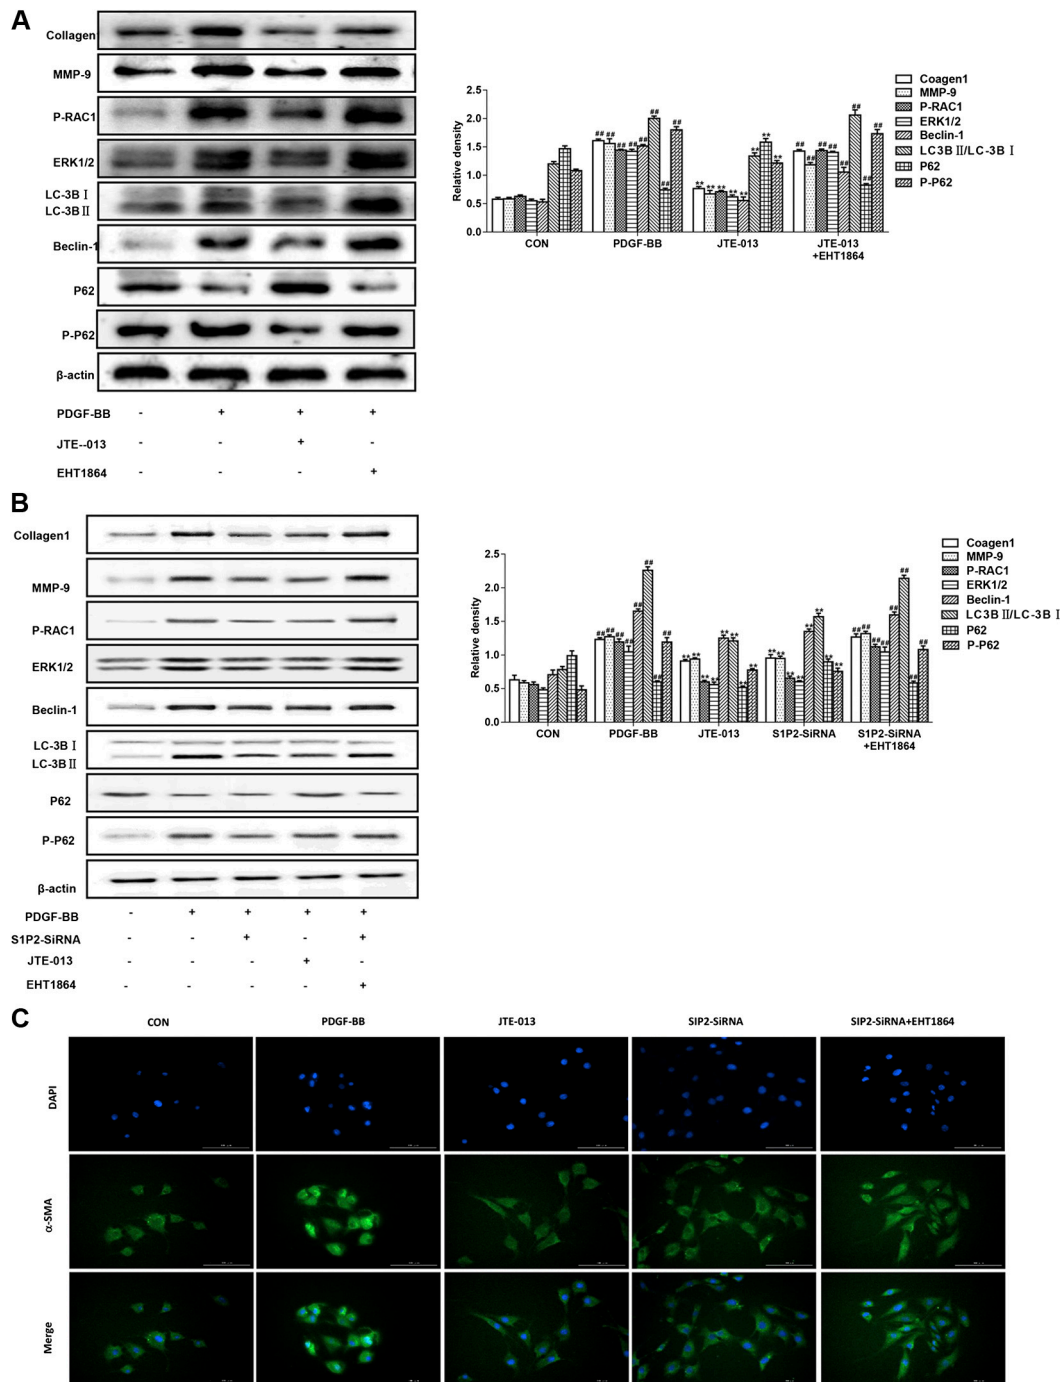 A
Collagen
MMP-9
P-RAC1
ERK1/2
LC-3B Ⅰ
LC-3B Ⅱ
Beclin-1
P62
P-P62
β-actin
PDGF-BB - + + +
JTE--013 - - + -
EHT1864 - - - +
Relative density
2.5
2.0
1.5
1.0
0.5
0.0
## ## ## ## ## ## ## ##
** ** ** ** ** ** ** **
## ## ## ## ## ## ## ##
CON
PDGF-BB
JTE-013
JTE-013
+EHT1864
Coagen1
MMP-9
P-RAC1
ERK1/2
Beclin-1
LC3B Ⅱ/LC-3B Ⅰ
P62
P-P62
B
Collagen1
MMP-9
P-RAC1
ERK1/2
Beclin-1
LC-3B Ⅰ
LC-3B Ⅱ
P62
P-P62
β-actin
PDGF-BB - + + + +
S1P2-SiRNA - - + - +
JTE-013 - - - + -
EHT1864 - - - - +
Relative density
2.5
2.0
1.5
1.0
0.5
0.0
## ## ## ## ## ## ## ##
** ** ** ** ** ** ** **
** ** ** ** ** ** ** **
## ## ## ## ## ## ## ##
CON
PDGF-BB
JTE-013
S1P2-SiRNA
S1P2-SiRNA
+EHT1864
Coagen1
MMP-9
P-RAC1
ERK1/2
Beclin-1
LC3B Ⅱ/LC-3B Ⅰ
P62
P-P62
C
CON
PDGF-BB
JTE-013
SIP2-SiRNA
SIP2-SiRNA+EHT1864
DAPI
α-SMA
Merge